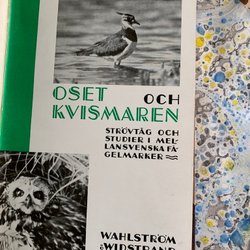 OSET OCH
KVISMAREN
STRÖVTÅG OCH
STUDIER I MEL-
LANSVENSKA FÅ-
GELMARKER
WAHLSTRÖM
& WIDSTRAND